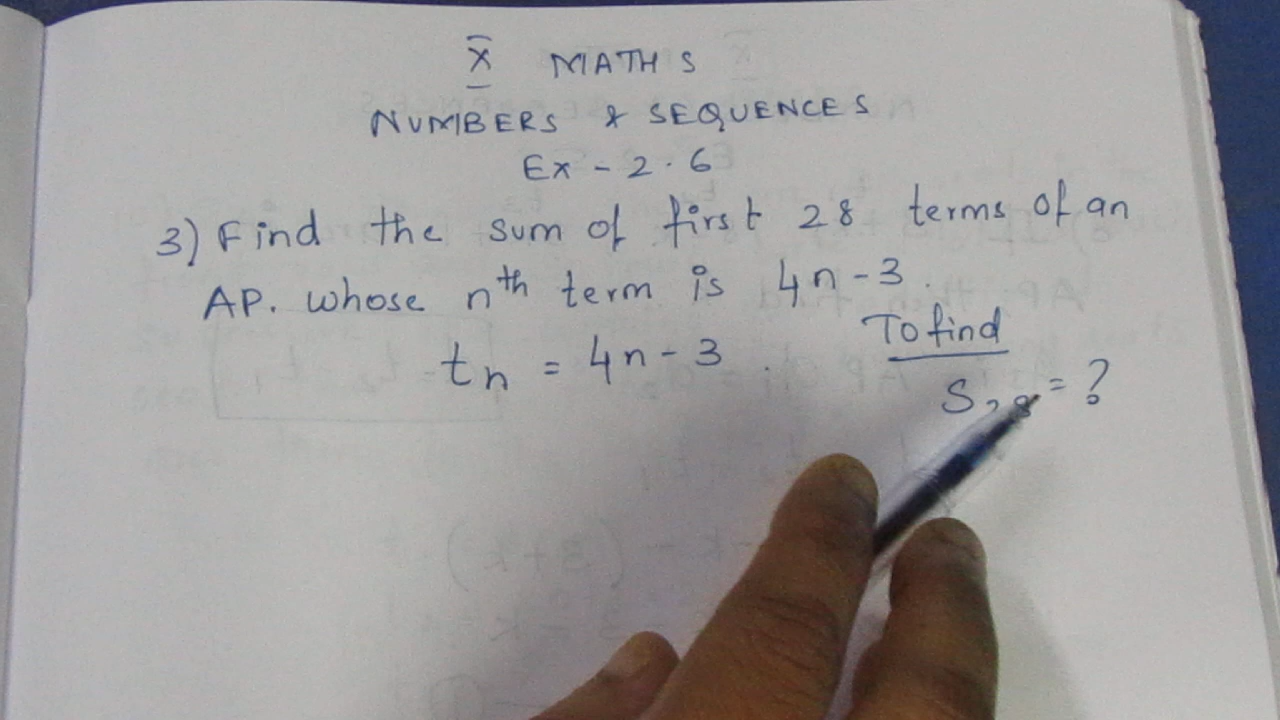 X MATHS
NUMBERS & SEQUENCES
Ex - 2.6
3) Find the sum of first 28 terms of an
AP. whose nth term is 4n-3.
tn = 4n-3.
To find
S28 = ?